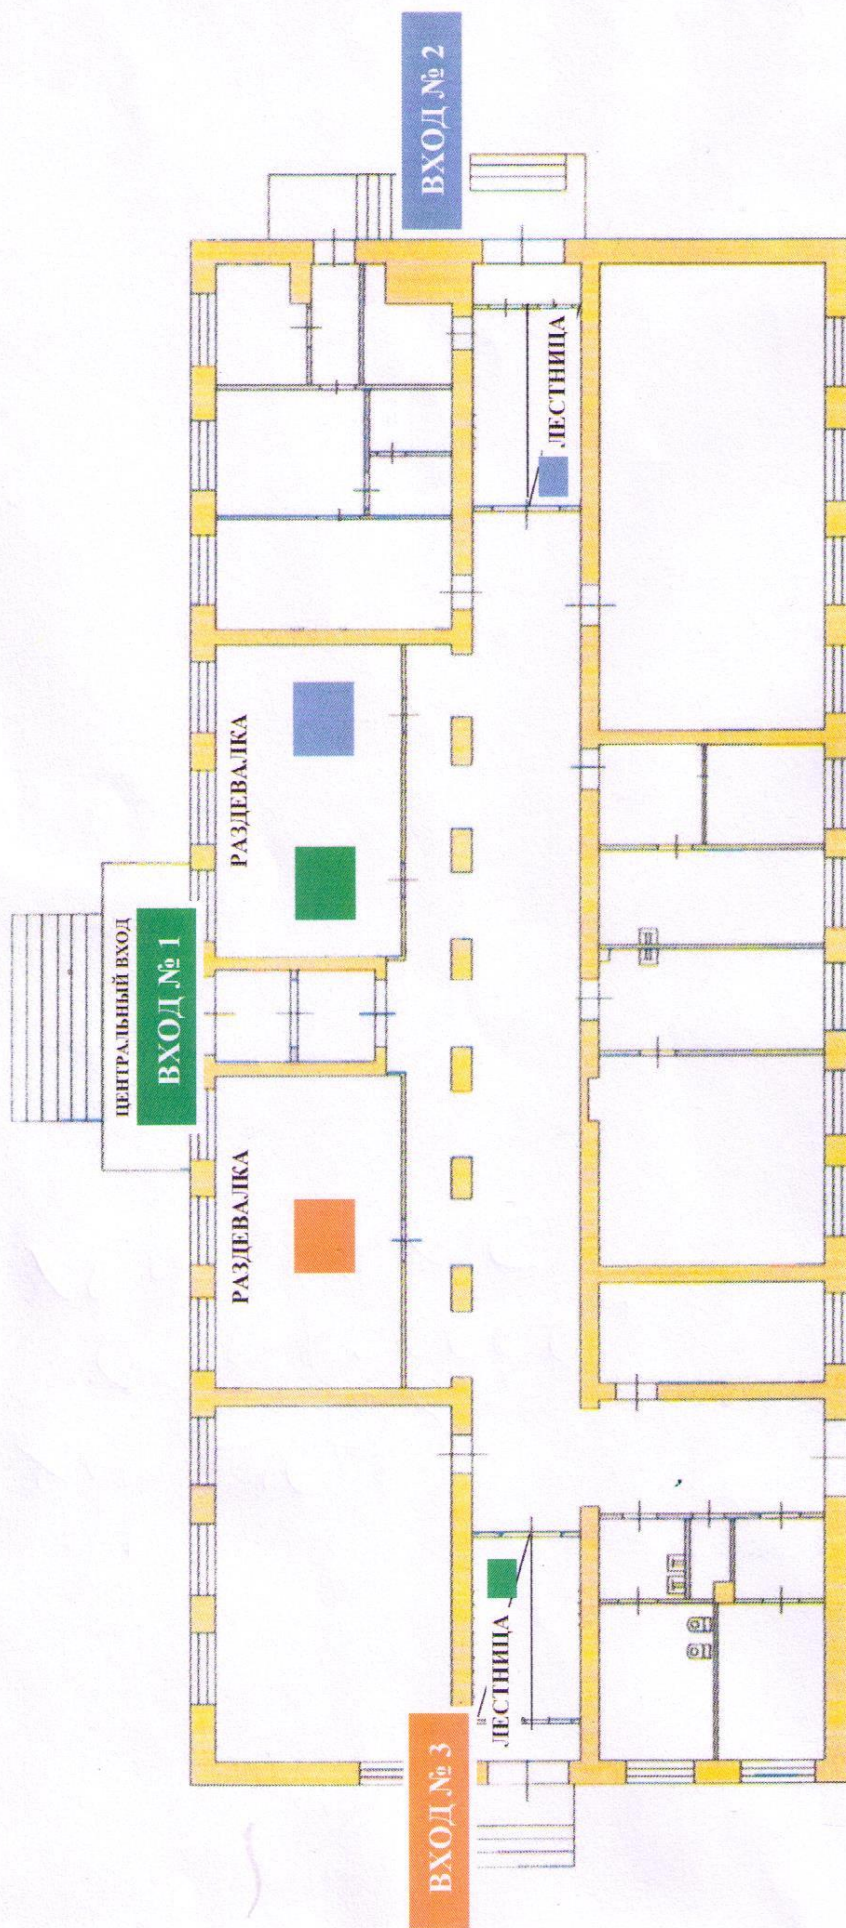 ВХОД № 2
ЛЕСТНИЦА
РАЗДЕВАЛКА
ЦЕНТРАЛЬНЫЙ ВХОД
ВХОД № 1
РАЗДЕВАЛКА
ЛЕСТНИЦА
ВХОД № 3